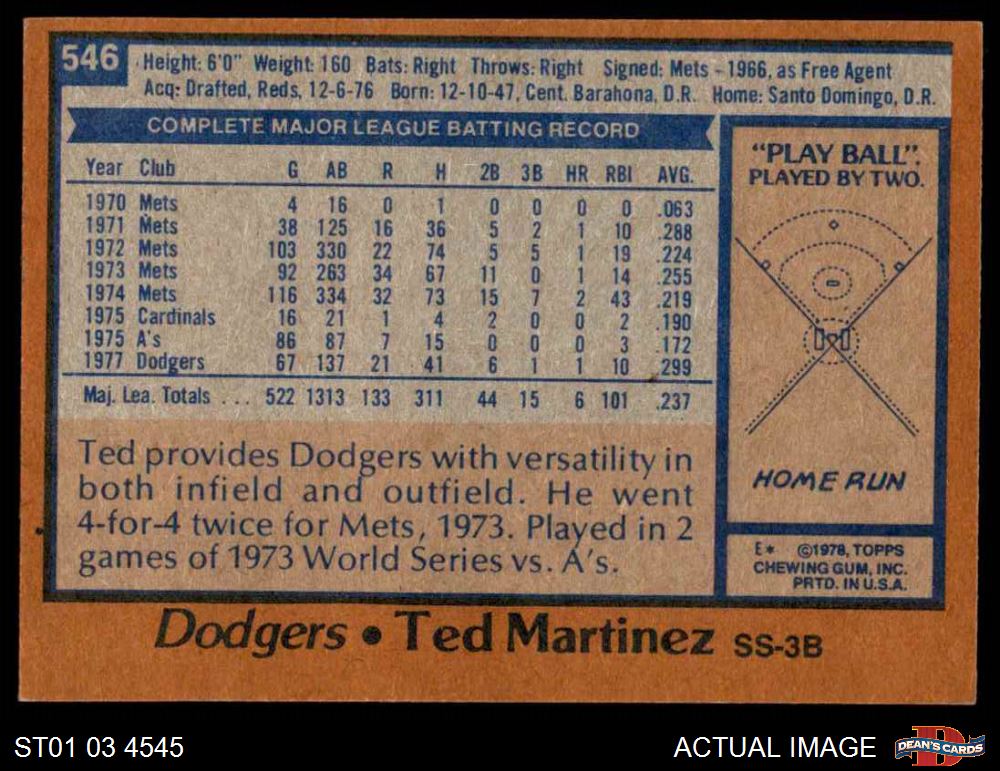 546
Height: 6'0" Weight: 160 Bats: Right Throws: Right Signed: Mets - 1966, as Free Agent
Acq: Drafted, Reds, 12-6-76 Born: 12-10-47, Cent. Barahona, D.R. Home: Santo Domingo, D.R.
COMPLETE MAJOR LEAGUE BATTING RECORD
Year Club G AB R H 2B 3B HR RBI AVG.
1970 Mets 4 16 0 1 0 0 0 0 .063
1971 Mets 38 125 16 36 5 2 1 10 .288
1972 Mets 103 330 22 74 5 5 1 19 .224
1973 Mets 92 263 34 67 11 0 1 14 .255
1974 Mets 116 334 32 73 15 7 2 43 .219
1975 Cardinals 16 21 1 4 2 0 0 2 .190
1975 A's 86 87 7 15 0 0 0 3 .172
1977 Dodgers 67 137 21 41 6 1 1 10 .299
Maj. Lea. Totals ... 522 1313 133 311 44 15 6 101 .237
Ted provides Dodgers with versatility in
both infield and outfield. He went
4-for-4 twice for Mets, 1973. Played in 2
games of 1973 World Series vs. A's.
"PLAY BALL".
PLAYED BY TWO.
HOME RUN
E* ©1978, TOPPS
CHEWING GUM, INC.
PRTD. IN U.S.A.
Dodgers • Ted Martinez SS-3B
ST01 03 4545
ACTUAL IMAGE
D
DEAN'S CARDS